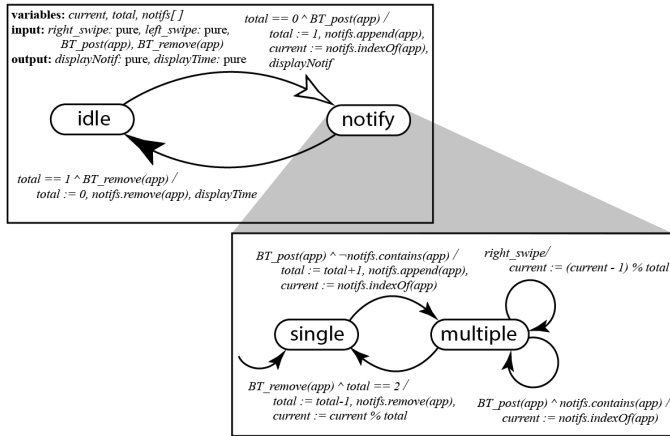 variables: current, total, notifs[ ]
input: right_swipe: pure, left_swipe: pure,
BT_post(app), BT_remove(app)
output: displayNotif: pure, displayTime: pure
total == 0 ^ BT_post(app) /
total := 1, notifs.append(app),
current := notifs.indexOf(app),
displayNotif
idle
notify
total == 1 ^ BT_remove(app) /
total := 0, notifs.remove(app), displayTime
BT_post(app) ^ ¬notifs.contains(app) /
total := total+1, notifs.append(app),
current := notifs.indexOf(app)
right_swipe/
current := (current - 1) % total
single
multiple
BT_remove(app) ^ total == 2 /
total := total-1, notifs.remove(app),
current := current % total
BT_post(app) ^ notifs.contains(app) /
current := notifs.indexOf(app)